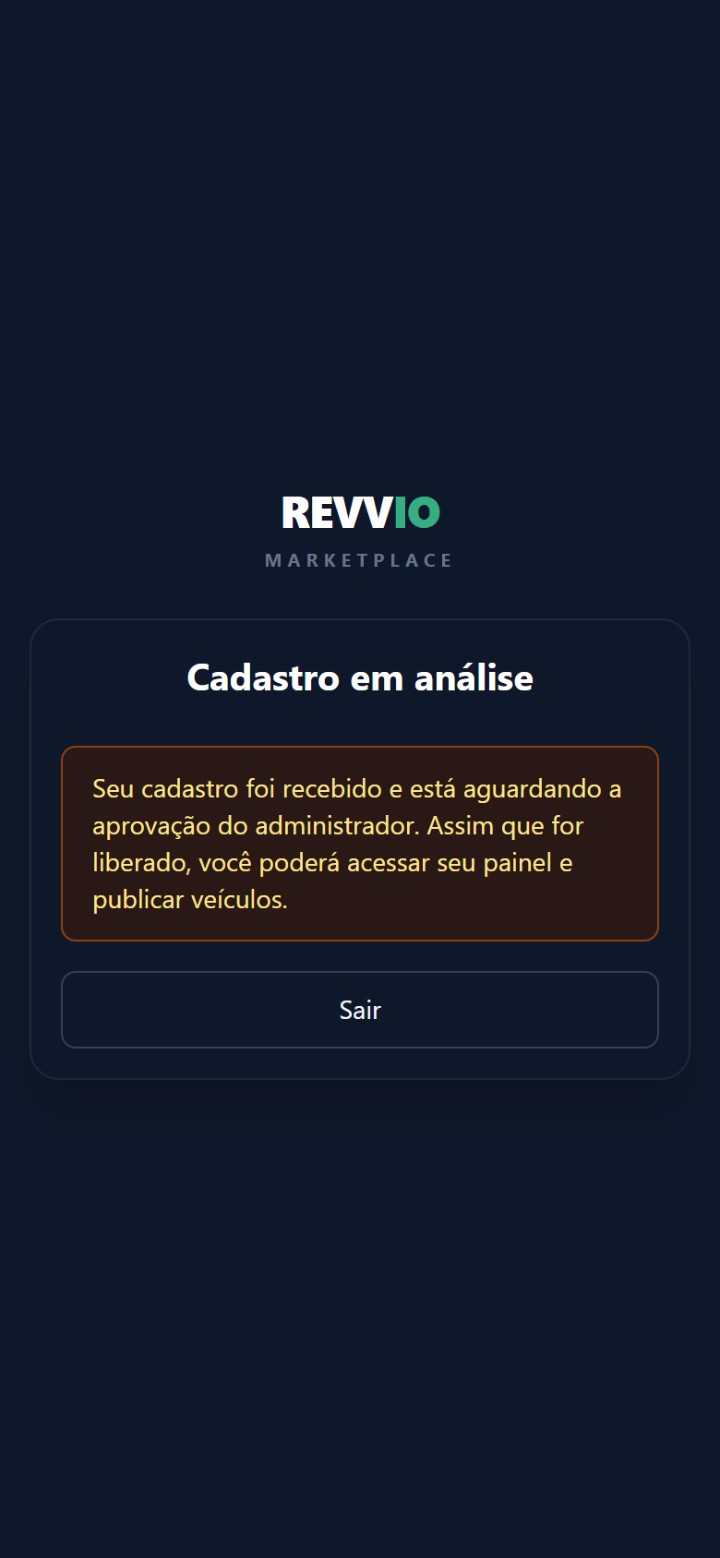 REVVIO
MARKETPLACE
Cadastro em análise
Seu cadastro foi recebido e está aguardando a
aprovação do administrador. Assim que for
liberado, você poderá acessar seu painel e
publicar veículos.
Sair